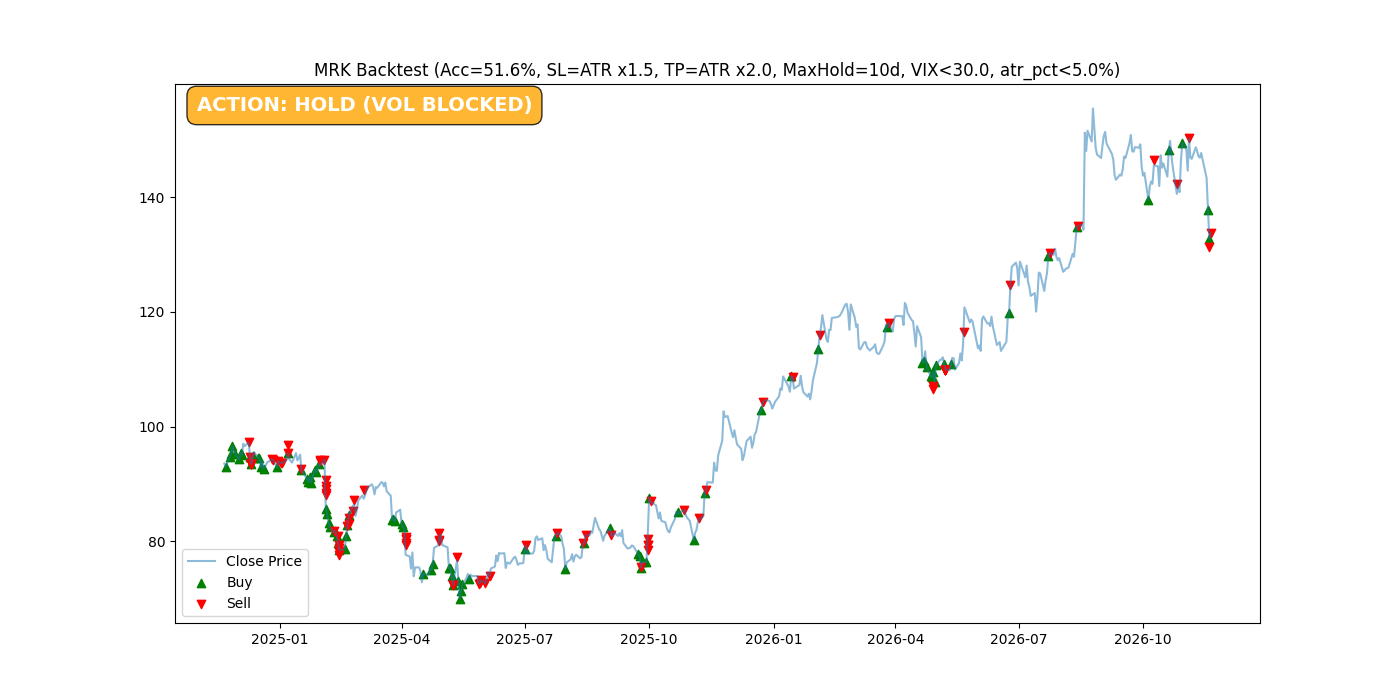 MRK Backtest (Acc=51.6%, SL=ATR x1.5, TP=ATR x2.0, MaxHold=10d, VIX<30.0, atr_pct<5.0%)
ACTION: HOLD (VOL BLOCKED)
140
120
100
80
Close Price
Buy
Sell
2025-01 2025-04 2025-07 2025-10 2026-01 2026-04 2026-07 2026-10